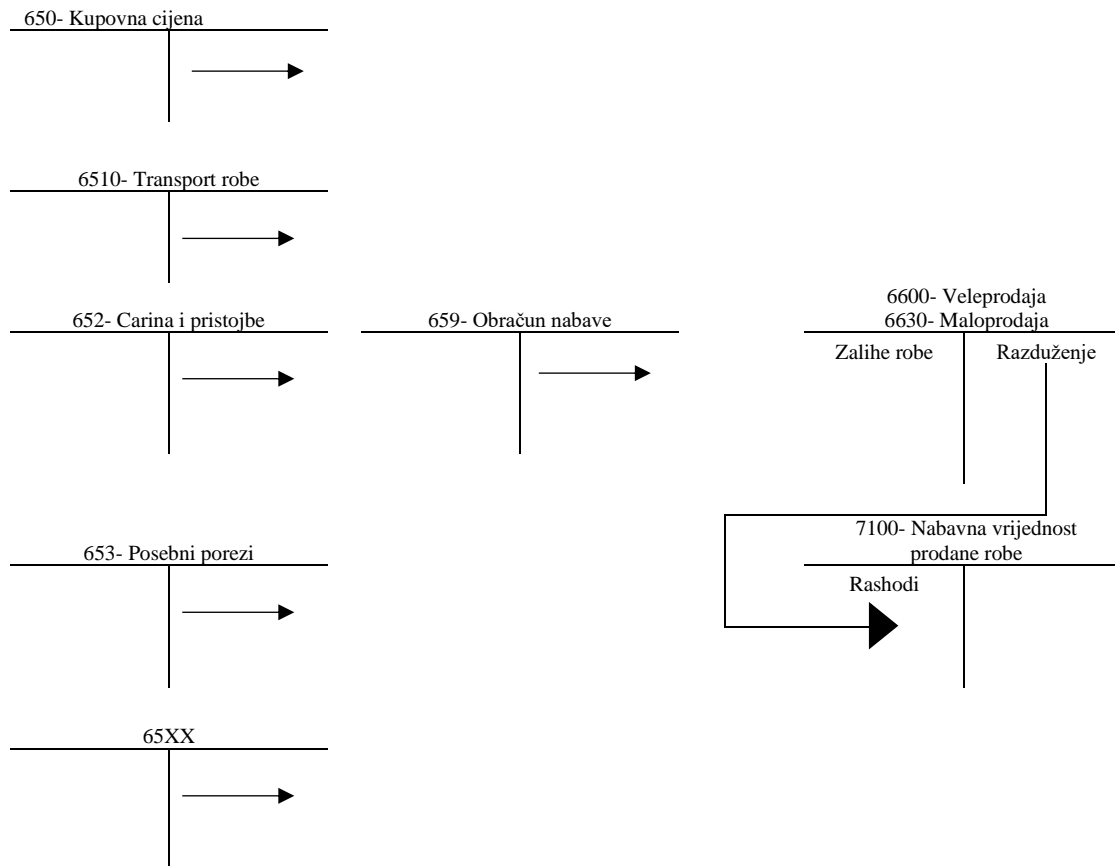 650- Kupovna cijena
6510- Transport robe
652- Carina i pristojbe
659- Obračun nabave
6600- Veleprodaja
6630- Maloprodaja
Zalihe robe
Razduženje
653- Posebni porezi
7100- Nabavna vrijednost
prodane robe
Rashodi
65XX